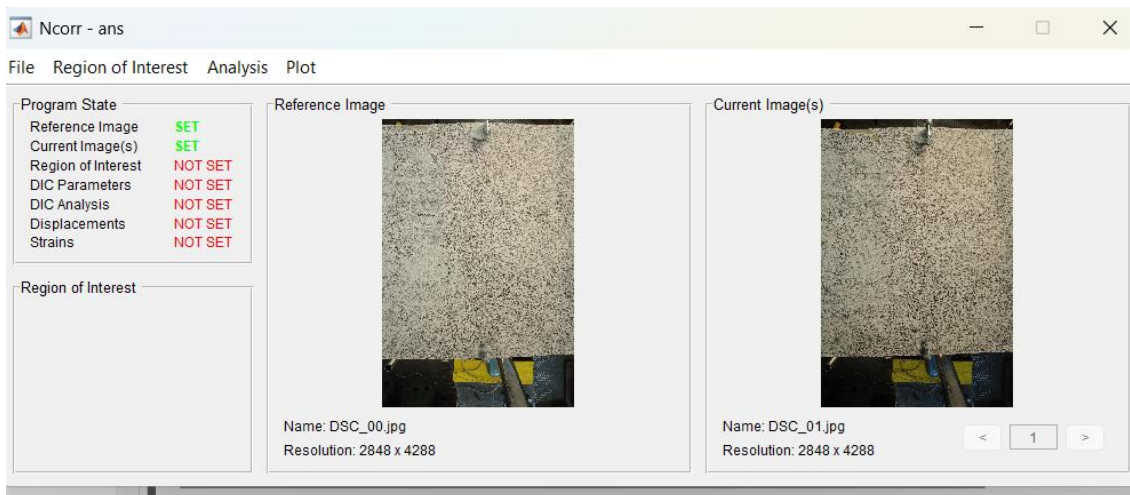 Ncorr - ans
File Region of Interest Analysis Plot
Program State
Reference Image SET
Current Image(s) SET
Region of Interest NOT SET
DIC Parameters NOT SET
DIC Analysis NOT SET
Displacements NOT SET
Strains NOT SET
Region of Interest
Reference Image
Name: DSC_00.jpg
Resolution: 2848 x 4288
Current Image(s)
Name: DSC_01.jpg
Resolution: 2848 x 4288
< 1 >